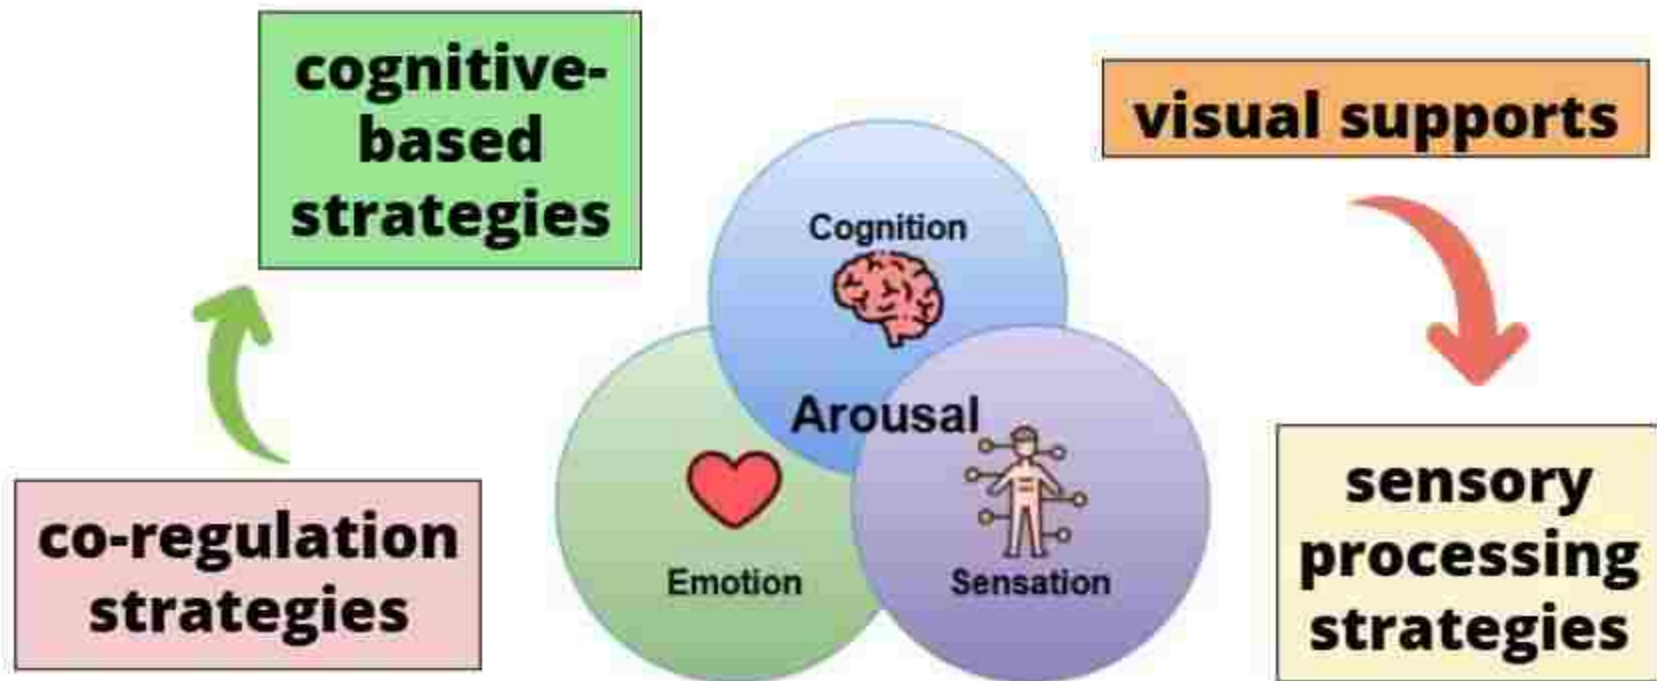 cognitive-
based
strategies
visual supports
Cognition
Arousal
Emotion
Sensation
co-regulation
strategies
sensory
processing
strategies